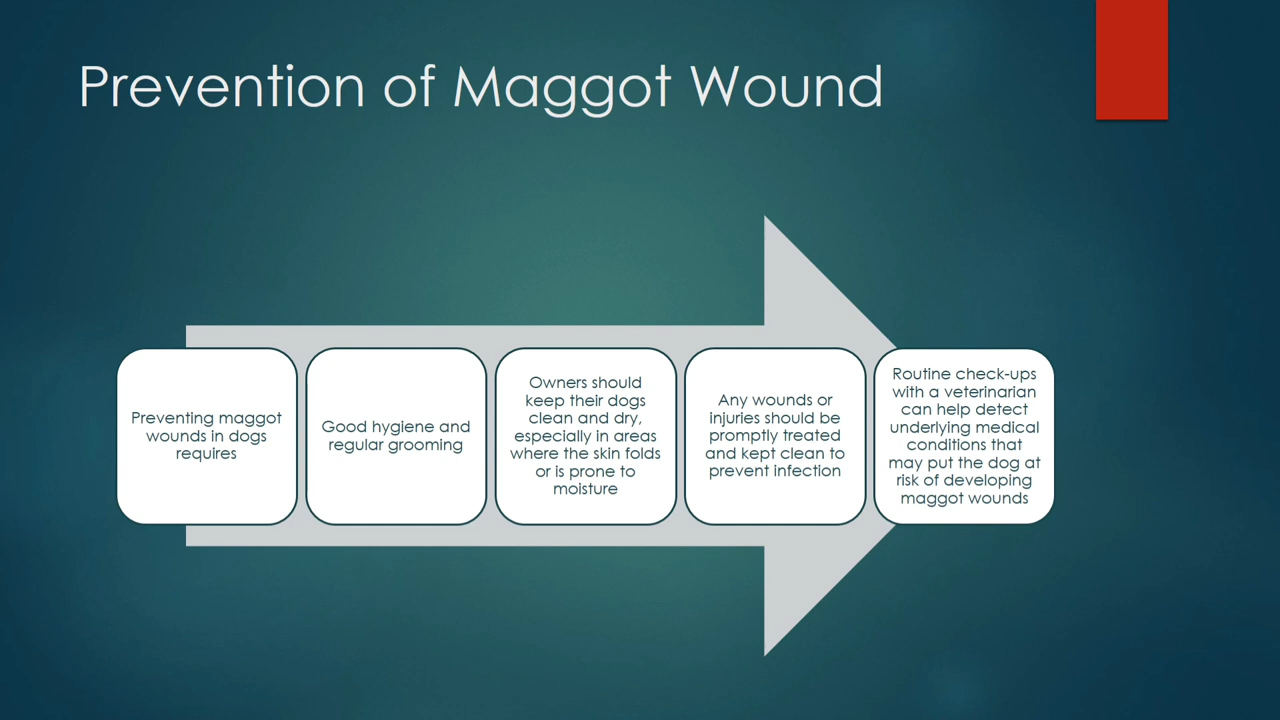 Prevention of Maggot Wound
Preventing maggot
wounds in dogs
requires
Good hygiene and
regular grooming
Owners should
keep their dogs
clean and dry,
especially in areas
where the skin folds
or is prone to
moisture
Any wounds or
injuries should be
promptly treated
and kept clean to
prevent infection
Routine check-ups
with a veterinarian
can help detect
underlying medical
conditions that
may put the dog at
risk of developing
maggot wounds